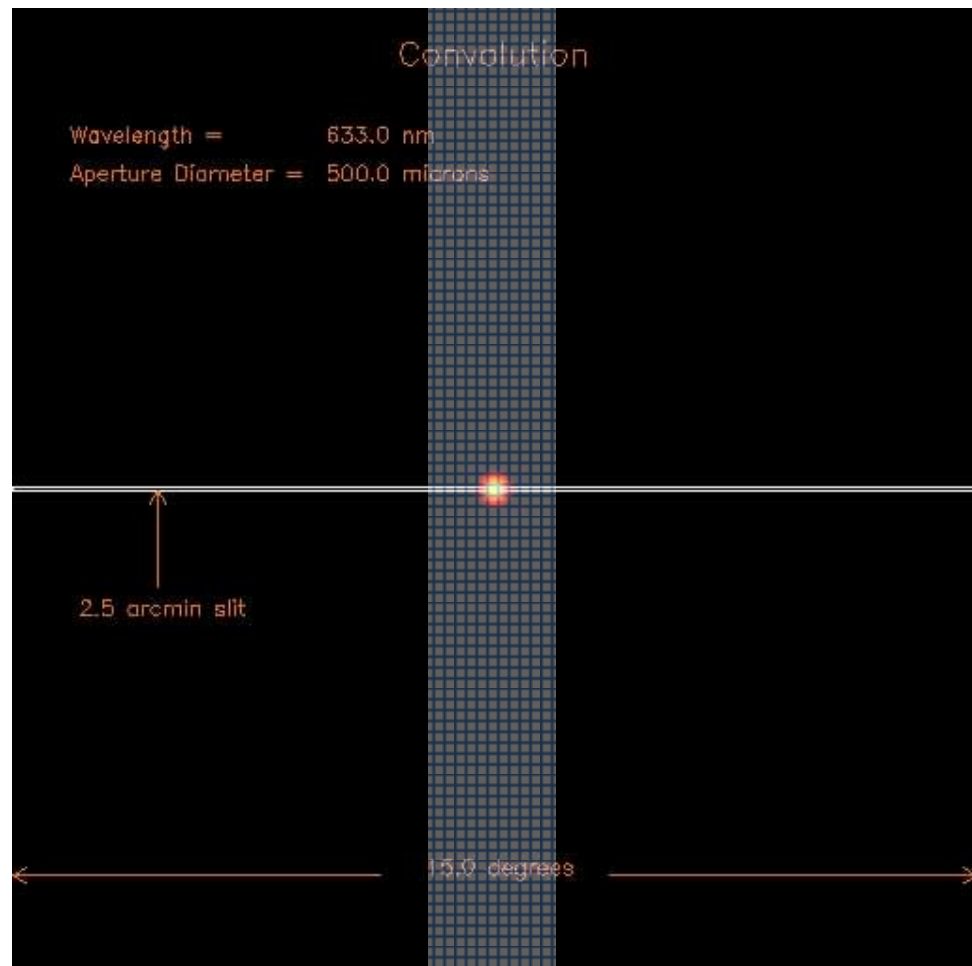 Convolution
Wavelength = 633.0 nm
Aperture Diameter = 500.0 microns
2.5 arcmin slit
15.0 degrees